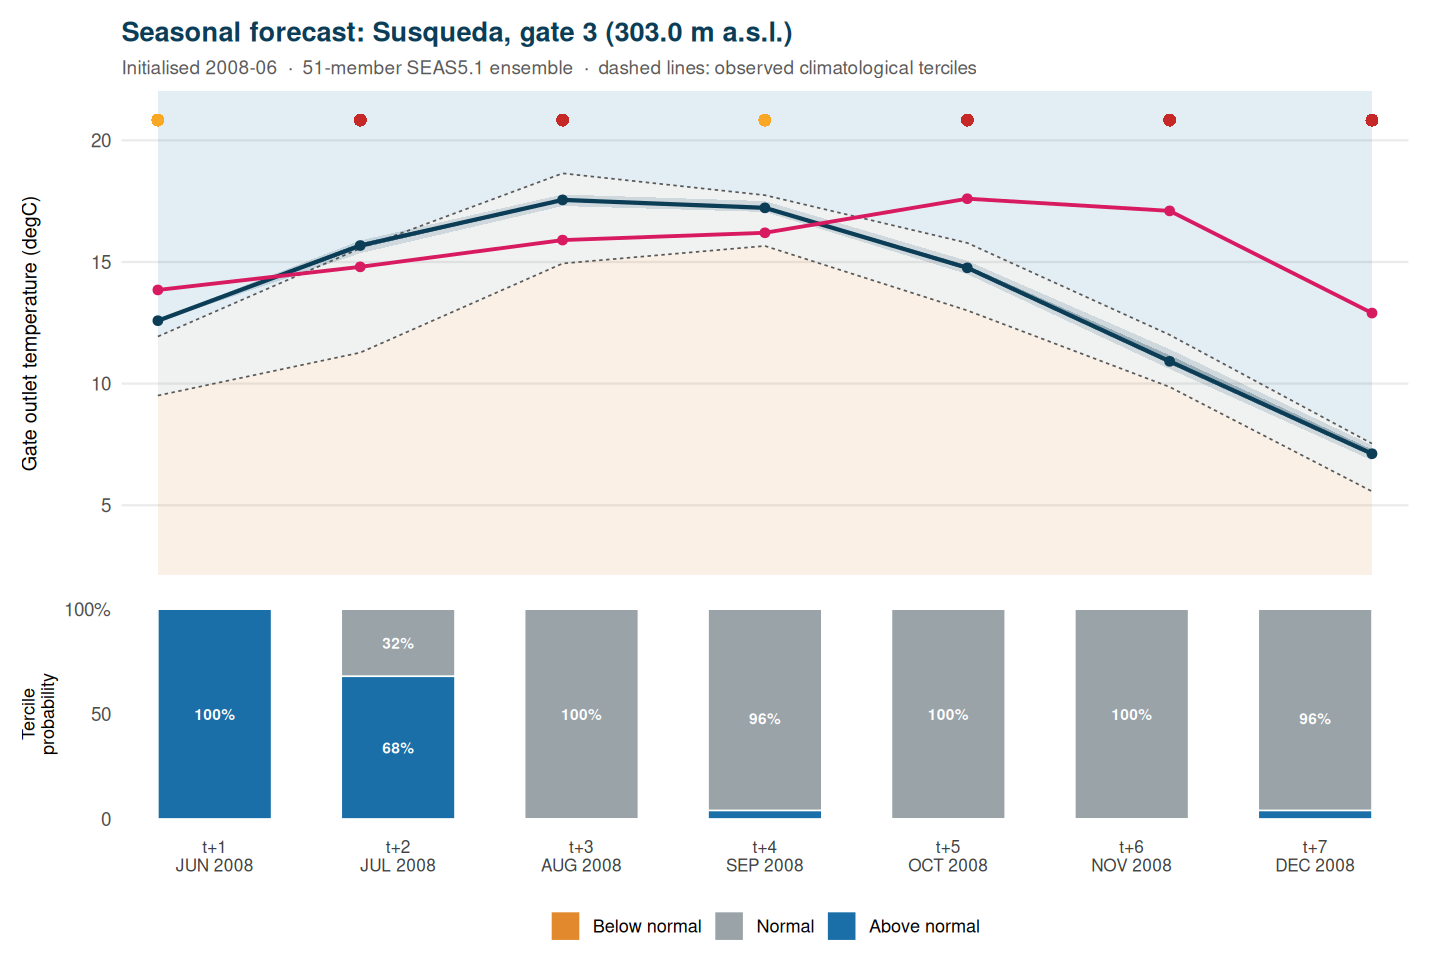 Seasonal forecast: Susqueda, gate 3 (303.0 m a.s.l.)
Initialised 2008-06 · 51-member SEAS5.1 ensemble · dashed lines: observed climatological terciles
Gate outlet temperature (degC)
20
15
10
5
Tercile
probability
100%
50
0
100%
32%
68%
100%
96%
100%
100%
96%
t+1
JUN 2008
t+2
JUL 2008
t+3
AUG 2008
t+4
SEP 2008
t+5
OCT 2008
t+6
NOV 2008
t+7
DEC 2008
Below normal
Normal
Above normal